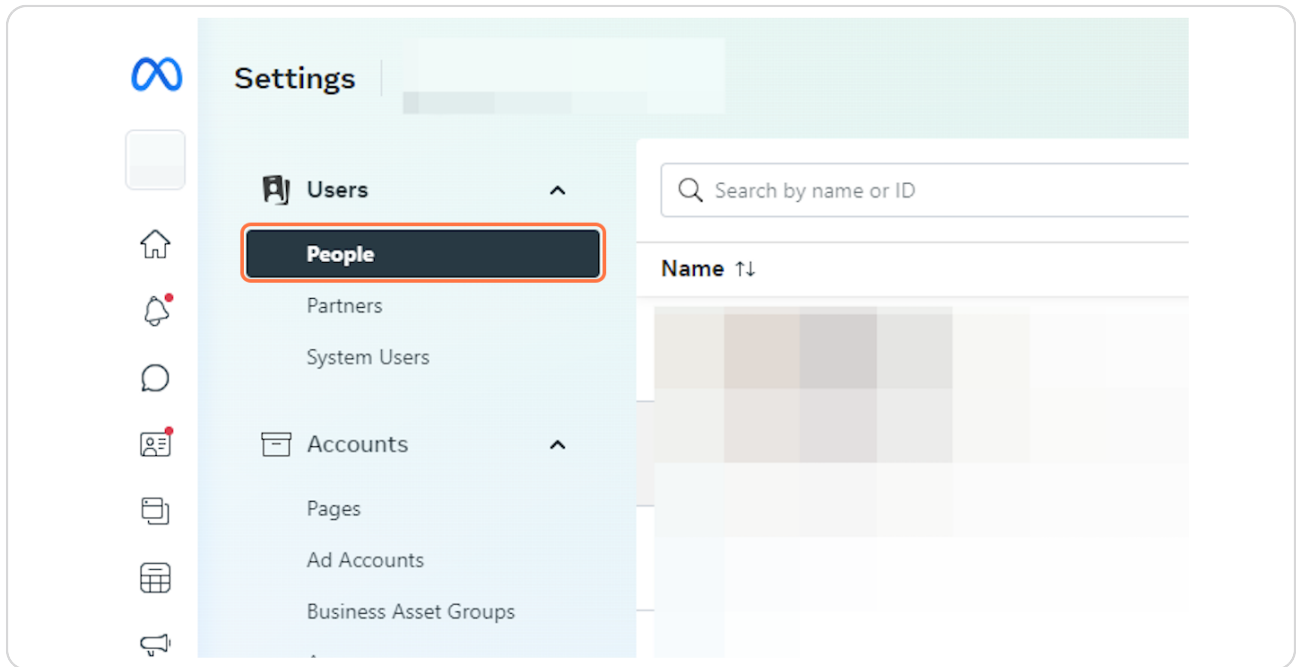 Settings
Users
People
Partners
System Users
Accounts
Pages
Ad Accounts
Business Asset Groups
Search by name or ID
Name